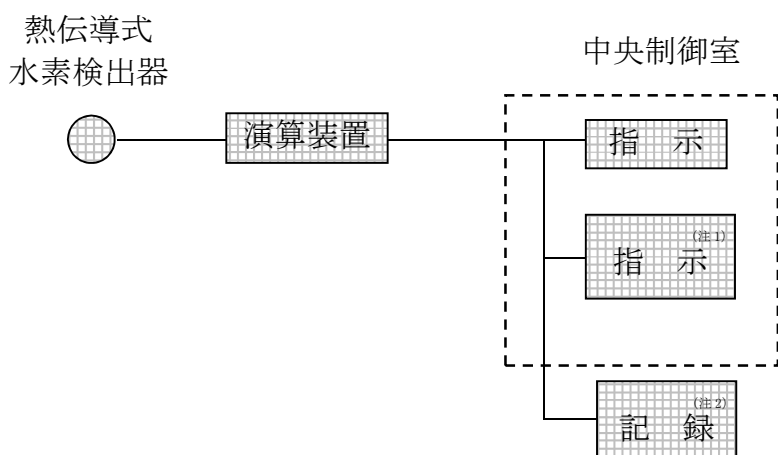 熱伝導式
水素検出器
中央制御室
演算装置
指　示
(注1)
指　示
(注2)
記　録